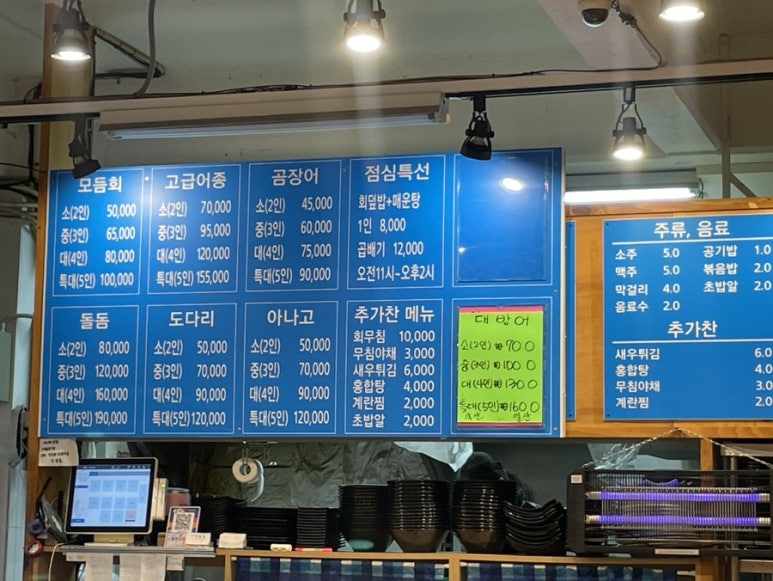 모듬회
소(2인) 50,000
중(3인) 65,000
대(4인) 80,000
특대(5인) 100,000
고급어종
소(2인) 70,000
중(3인) 95,000
대(4인) 120,000
특대(5인) 155,000
곰장어
소(2인) 45,000
중(3인) 60,000
대(4인) 75,000
특대(5인) 90,000
점심특선
회덮밥+매운탕
1인 8,000
곱배기 12,000
오전11시~오후2시
돌돔
소(2인) 80,000
중(3인) 120,000
대(4인) 160,000
특대(5인) 190,000
도다리
소(2인) 50,000
중(3인) 70,000
대(4인) 90,000
특대(5인) 120,000
아나고
소(2인) 50,000
중(3인) 70,000
대(4인) 90,000
특대(5인) 120,000
추가찬 메뉴
회무침 10,000
무침야채 3,000
새우튀김 6,000
홍합탕 4,000
계란찜 2,000
초밥알 2,000
대방어
소(2인) ₩70 0
중(3인) ₩100 0
대(4인) ₩130 0
특대(5인) ₩160 0
주류, 음료
소주 5.0 공기밥 1.0
맥주 5.0 볶음밥 2.0
막걸리 4.0 초밥알 2.0
음료수 2.0
추가찬
새우튀김 6.0
홍합탕 4.0
무침야채 3.0
계란찜 2.0